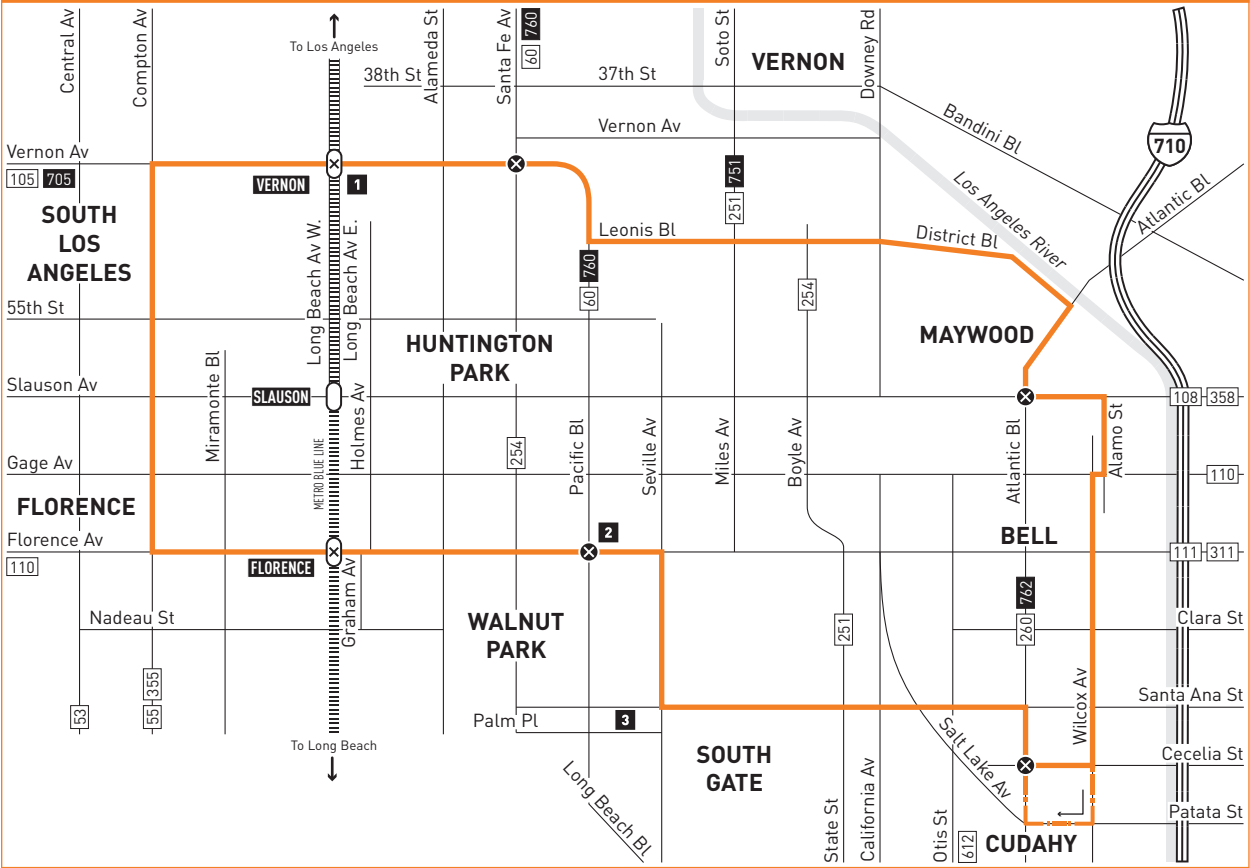 Central Av
Compton Av
To Los Angeles
Alameda St
Santa Fe Av
60
760
Soto St
VERNON
Downey Rd
38th St
37th St
Bandini Bl
Vernon Av
710
Vernon Av
105 705
VERNON
1
751
251
Los Angeles River
Atlantic Bl
SOUTH
LOS
ANGELES
Long Beach Av W.
Long Beach Av E.
Leonis Bl
District Bl
760
60
254
55th St
HUNTINGTON
PARK
MAYWOOD
Miramonte Bl
Slauson Av
SLAUSON
Holmes Av
108 358
METRO BLUE LINE
254
Pacific Bl
Seville Av
Miles Av
Boyle Av
Atlantic Bl
Alamo St
Gage Av
110
FLORENCE
2
BELL
Florence Av
110
FLORENCE
111 311
Graham Av
762
260
Nadeau St
WALNUT
PARK
251
Clara St
355
55
53
Wilcox Av
Santa Ana St
Palm Pl
3
To Long Beach
SOUTH
GATE
Salt Lake Av
Cecelia St
Long Beach Bl
State St
California Av
Otis St
612
Patata St
CUDAHY